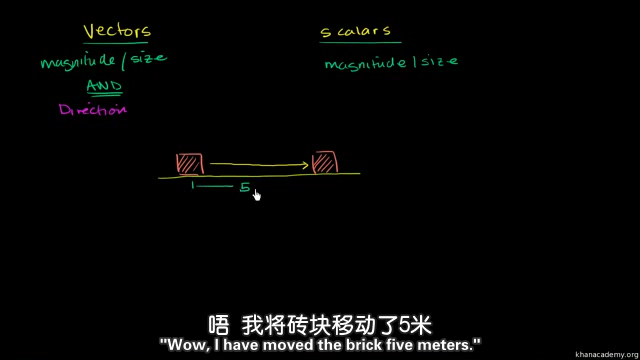 Vectors
scalars
magnitude/size
magnitude/size
AND
Direction
5
唔 我将砖块移动了5米
"Wow, I have moved the brick five meters."
khanacademy.org